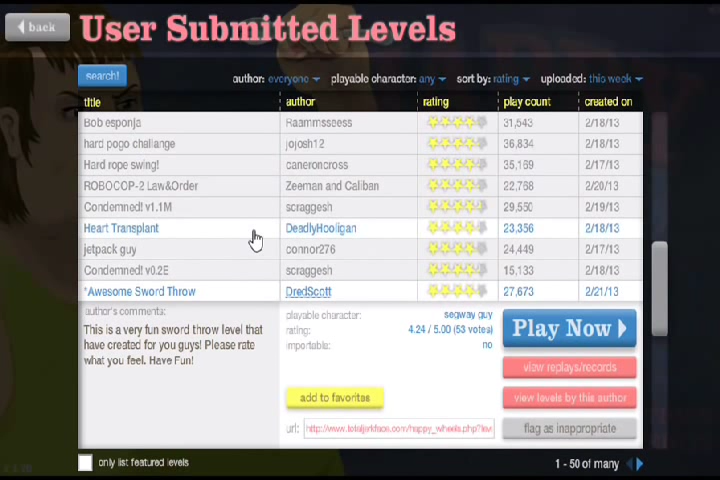 back
User Submitted Levels
search!
author: everyone playable character: any sort by: rating uploaded: this week
title author rating play count created on
Bob esponja Raammsseess 31,543 2/18/13
hard pogo challange jojosh12 36,834 2/18/13
Hard rope swing! caneroncross 35,169 2/17/13
ROBOCOP-2 Law&Order Zeeman and Caliban 22,768 2/20/13
Condemned! v1.1M scraggesh 29,550 2/19/13
Heart Transplant DeadlyHooligan 23,356 2/18/13
jetpack guy connor276 24,449 2/17/13
Condemned! v0.2E scraggesh 15,133 2/18/13
*Awesome Sword Throw DredScott 27,673 2/21/13
author's comments:
This is a very fun sword throw level that
have created for you guys! Please rate
what you feel. Have Fun!
playable character: segway guy
rating: 4.24 / 5.00 (53 votes)
importable: no
add to favorites
url: http://www.totaljerkface.com/happy_wheels.php?lev
Play Now
view replays/records
view levels by this author
flag as inappropriate
only list featured levels
1 - 50 of many